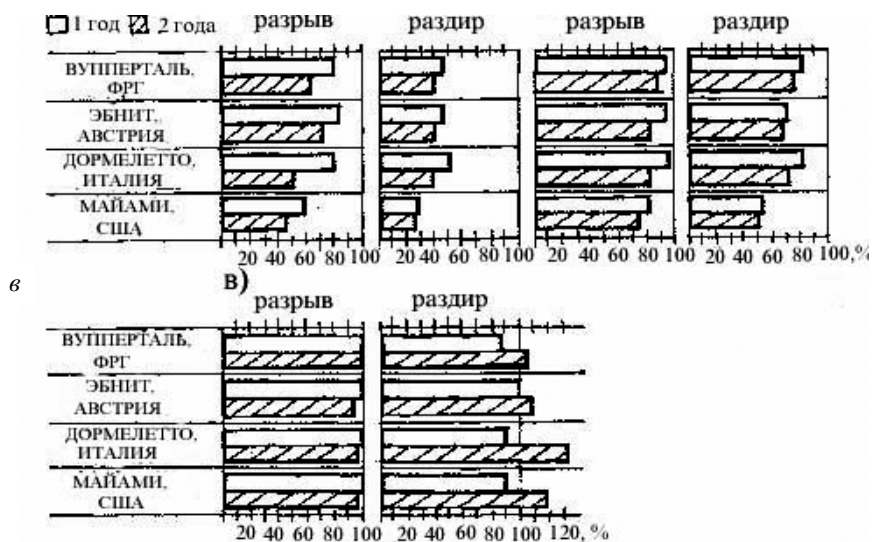 1 год 2 года разрыв раздир разрыв раздир
ВУППЕРТАЛЬ,
ФРГ
ЭБНИТ,
АВСТРИЯ
ДОРМЕЛЕТТО,
ИТАЛИЯ
МАЙАМИ,
США
20 40 60 80 100 20 40 60 80 100 20 40 60 80 100 20 40 60 80 100,%
в в)
разрыв раздир
ВУППЕРТАЛЬ,
ФРГ
ЭБНИТ,
АВСТРИЯ
ДОРМЕЛЕТТО,
ИТАЛИЯ
МАЙАМИ,
США
20 40 60 80 100 20 40 60 80 100 120, %